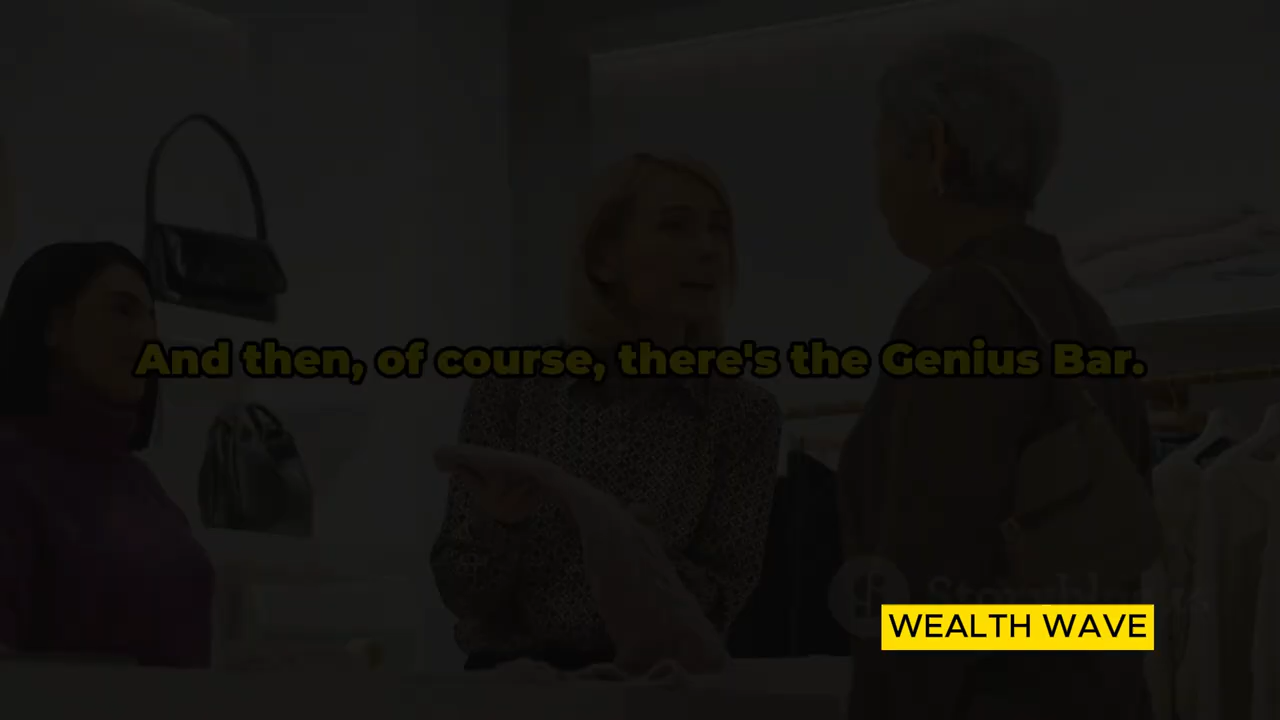 And then, of course, there's the Genius Bar.
WEALTH WAVE